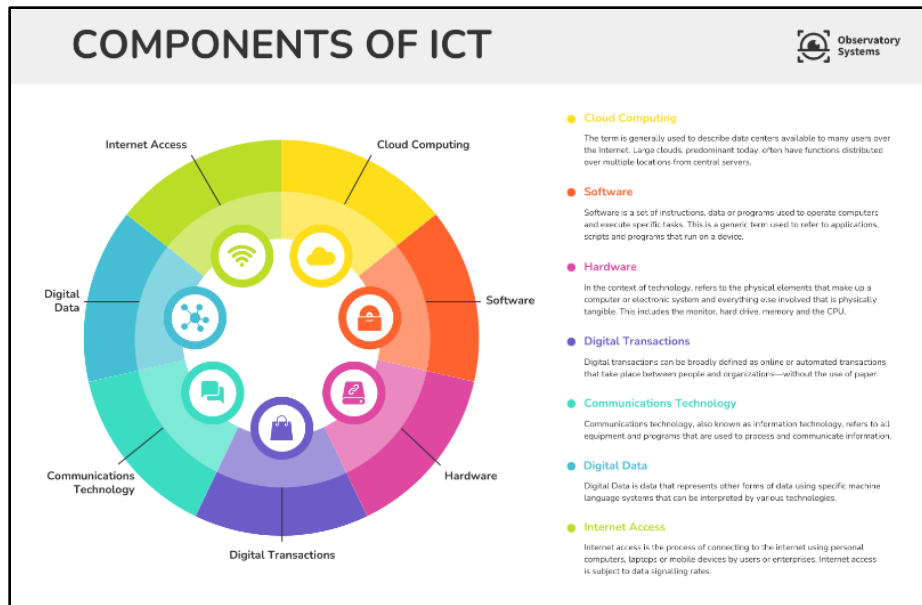 COMPONENTS OF ICT
Observatory
Systems
Internet Access
Cloud Computing
Digital
Data
Software
Communications
Technology
Hardware
Digital Transactions
Cloud Computing
The term is generally used to describe data centers available to many users over
the Internet. Large clouds, predominant today, often have functions distributed
over multiple locations from central servers.
Software
Software is a set of instructions, data or programs used to operate computers
and execute specific tasks. This is a generic term used to refer to applications,
scripts and programs that run on a device.
Hardware
In the context of technology, refers to the physical elements that make up a
computer or electronic system and everything else involved that is physically
tangible. This includes the monitor, hard drive, memory and the CPU.
Digital Transactions
Digital transactions can be broadly defined as online or automated transactions
that take place between people and organizations—without the use of paper.
Communications Technology
Communications technology, also known as information technology, refers to all
equipment and programs that are used to process and communicate information.
Digital Data
Digital Data is data that represents other forms of data using specific machine
language systems that can be interpreted by various technologies.
Internet Access
Internet access is the process of connecting to the internet using personal
computers, laptops or mobile devices by users or enterprises. Internet access
is subject to data signalling rates.